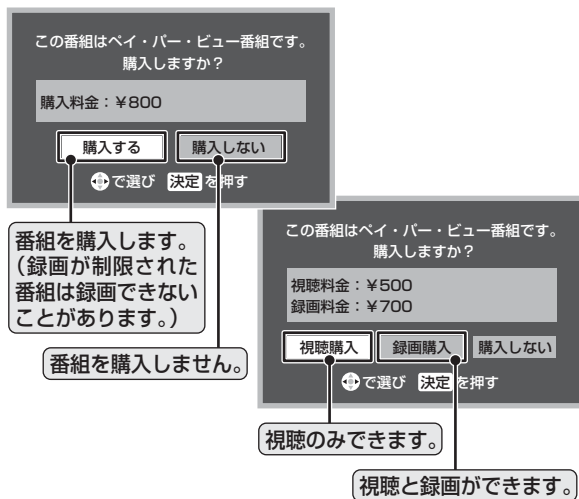 この番組はペイ・パー・ビュー番組です。
購入しますか？
購入料金：￥800
購入する
購入しない
で選び 決定 を押す
番組を購入します。
（録画が制限された
番組は録画できない
ことがあります。）
番組を購入しません。
この番組はペイ・パー・ビュー番組です。
購入しますか？
視聴料金：￥500
録画料金：￥700
視聴購入
録画購入
購入しない
で選び 決定 を押す
視聴のみできます。
視聴と録画ができます。